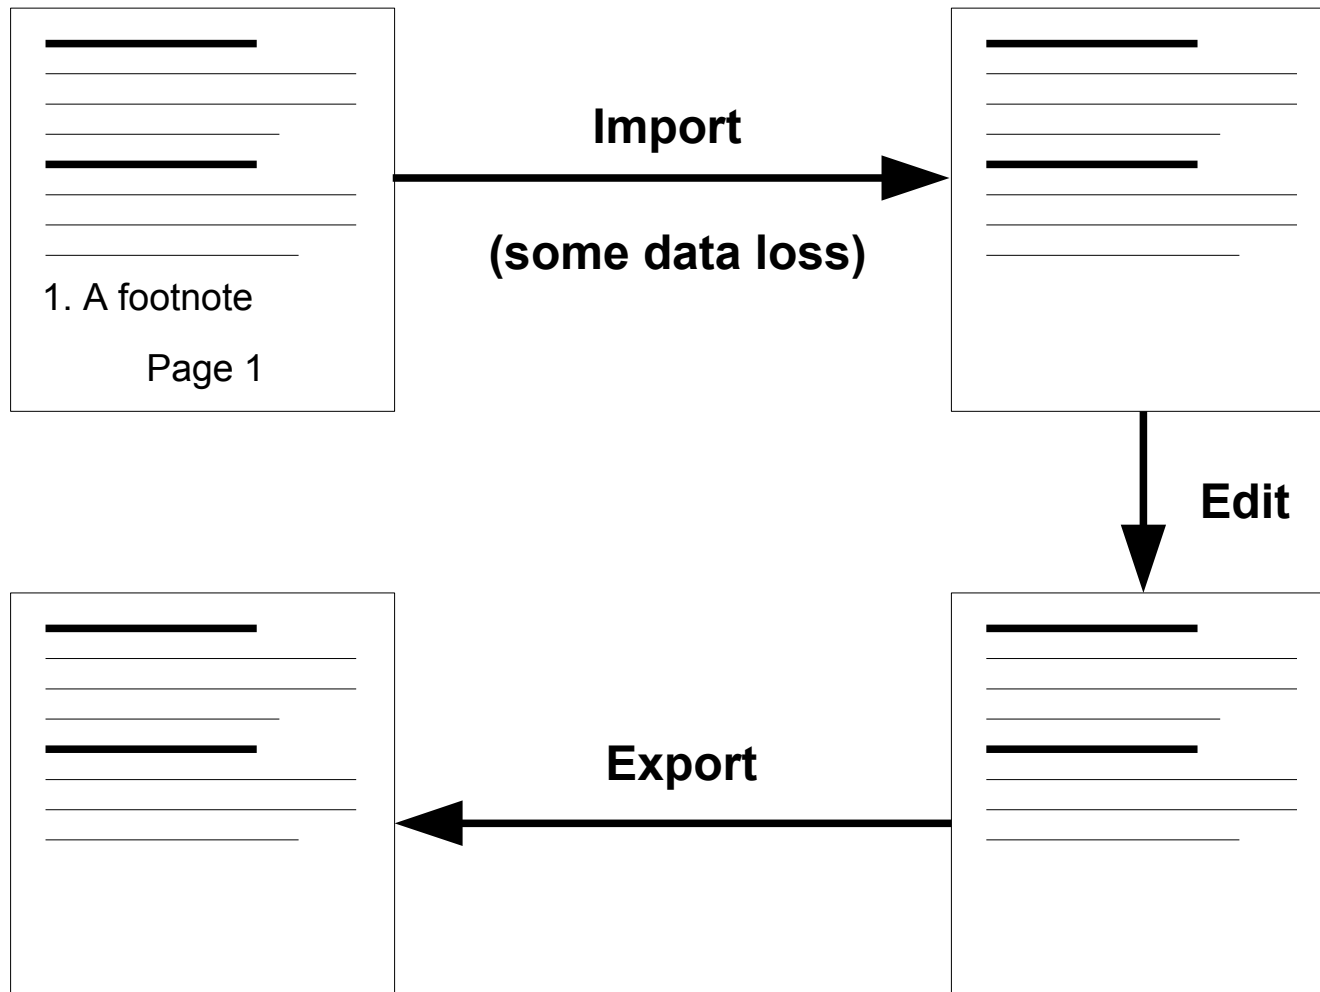 Import
(some data loss)
1. A footnote
Page 1
Edit
Export